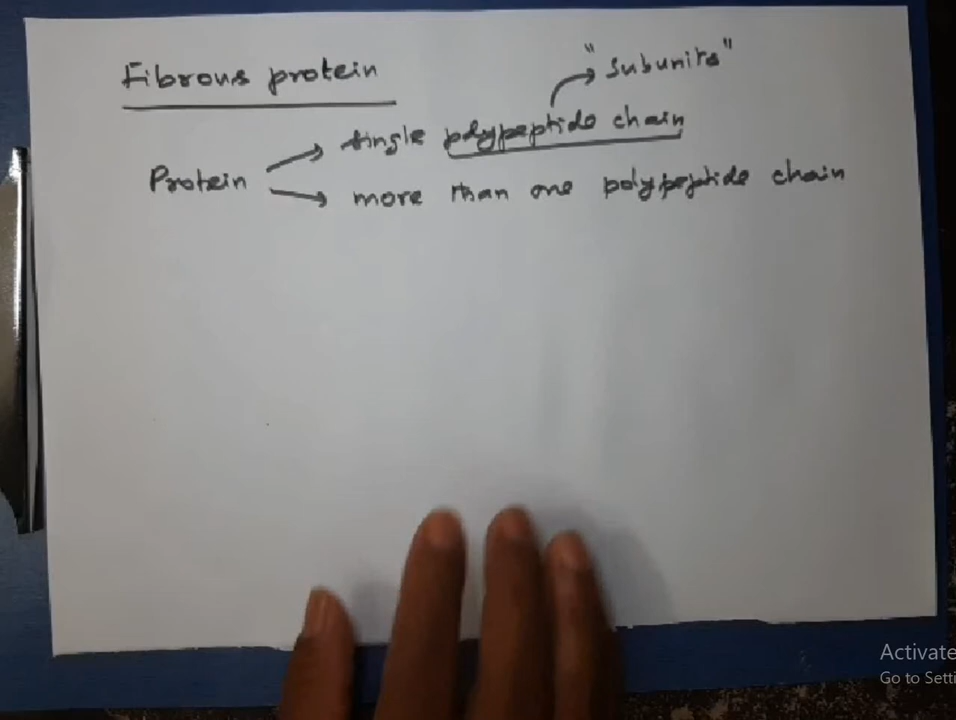 Fibrous protein
"subunits"
single polypeptide chain
Protein
more than one polypeptide chain
Activate
Go to Setti